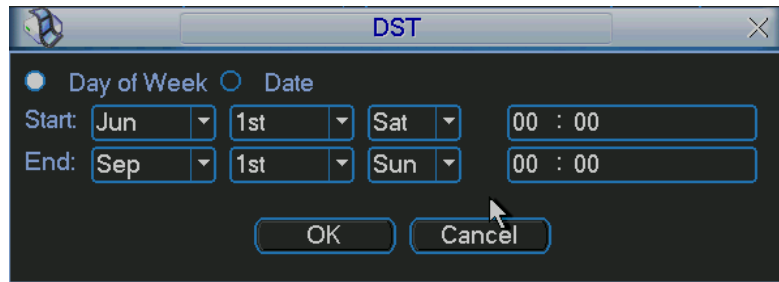 DST
Day of Week Date
Start: Jun 1st Sat 00 : 00
End: Sep 1st Sun 00 : 00
OK Cancel